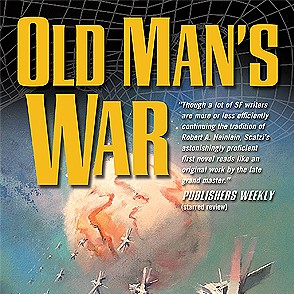 OLD MAN'S
WAR
"Though a lot of SF writers
are more or less efficiently
continuing the tradition of
Robert A. Heinlein, Scalzi's
astonishingly proficient
first novel reads like an
original work by the late
grand master."
PUBLISHERS WEEKLY
(starred review)